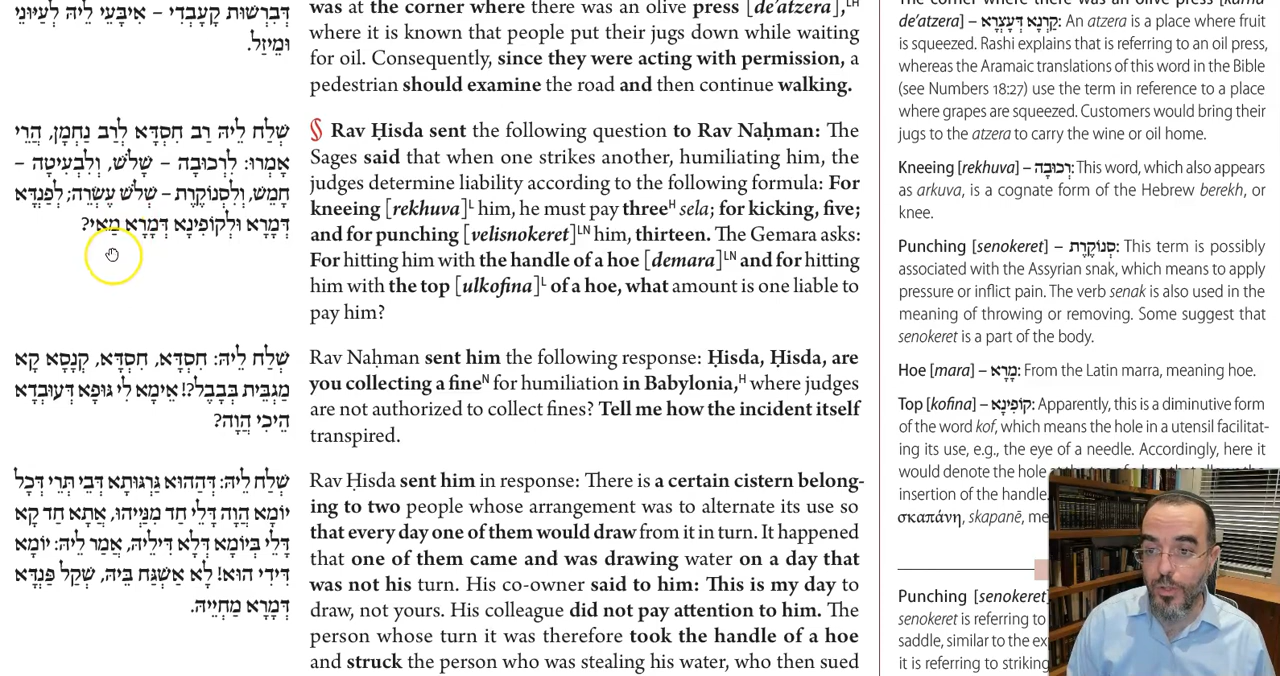 דְּבִרְשׁוּת קָעָבְדִי – אִיבָּעֵי לֵיהּ לְעַיּוֹנֵי
וּמֵיזַל.
שְׁלַח לֵיהּ רַב חִסְדָּא לְרַב נַחְמָן, הֲרֵי
אָמְרוּ: לִרְכוּבָה – שָׁלֹשׁ, וְלִבְעִיטָה –
חָמֵשׁ, וְלִסְנוֹקֶרֶת – שְׁלֹשׁ עֶשְׂרֵה; לְפַנְדָּא
דְּמָרָא וּלְקוֹפִינָא דְּמָרָא מַאי?
שְׁלַח לֵיהּ: חִסְדָּא, חִסְדָּא, קְנָסָא קָא
מַגְבֵּית בְּבָבֶל?! אֵימָא לִי גּוּפָא דְּעוּבְדָא
הֵיכִי הֲוָה?
שְׁלַח לֵיהּ: דְּהַהוּא גַּרְגּוּתָא דְּבֵי תְּרֵי דְּכָל
יוֹמָא הֲוָה דָּלֵי חַד מִנַּיְיהוּ, אֲתָא חַד קָא
דָּלֵי בְּיוֹמָא דְּלָא דִּילֵיהּ, אֲמַר לֵיהּ: יוֹמָא
דִּידִי הוּא! לָא אַשְׁגַּח בֵּיהּ, שְׁקַל פַּנְדָּא
דְּמָרָא מַחְיֵיהּ.
was at the corner where there was an olive press [de'atzera],LH
where it is known that people put their jugs down while waiting
for oil. Consequently, since they were acting with permission, a
pedestrian should examine the road and then continue walking.
§ Rav Ḥisda sent the following question to Rav Naḥman: The
Sages said that when one strikes another, humiliating him, the
judges determine liability according to the following formula: For
kneeing [rekhuva]L him, he must pay threeH sela; for kicking, five;
and for punching [velisnokeret]LN him, thirteen. The Gemara asks:
For hitting him with the handle of a hoe [demara]LN and for hitting
him with the top [ulkofina]L of a hoe, what amount is one liable to
pay him?
Rav Naḥman sent him the following response: Ḥisda, Ḥisda, are
you collecting a fineN for humiliation in Babylonia,H where judges
are not authorized to collect fines? Tell me how the incident itself
transpired.
Rav Ḥisda sent him in response: There is a certain cistern belong-
ing to two people whose arrangement was to alternate its use so
that every day one of them would draw from it in turn. It happened
that one of them came and was drawing water on a day that
was not his turn. His co-owner said to him: This is my day to
draw, not yours. His colleague did not pay attention to him. The
person whose turn it was therefore took the handle of a hoe
and struck the person who was stealing his water, who then sued
The corner where there was an olive press [karna
de'atzera] – קַרְנָא דְּעָצְרָא: An atzera is a place where fruit
is squeezed. Rashi explains that is referring to an oil press,
whereas the Aramaic translations of this word in the Bible
(see Numbers 18:27) use the term in reference to a place
where grapes are squeezed. Customers would bring their
jugs to the atzera to carry the wine or oil home.
Kneeing [rekhuva] – רְכוּבָה: This word, which also appears
as arkuva, is a cognate form of the Hebrew berekh, or
knee.
Punching [senokeret] – סְנוֹקֶרֶת: This term is possibly
associated with the Assyrian snak, which means to apply
pressure or inflict pain. The verb senak is also used in the
meaning of throwing or removing. Some suggest that
senokeret is a part of the body.
Hoe [mara] – מָרָא: From the Latin marra, meaning hoe.
Top [kofina] – קוֹפִינָא: Apparently, this is a diminutive form
of the word kof, which means the hole in a utensil facilitat-
ing its use, e.g., the eye of a needle. Accordingly, here it
would denote the hole
insertion of the handle.
σκαπάνη, skapanē, me
Punching [senokeret]
senokeret is referring to
saddle, similar to the ex
it is referring to striking